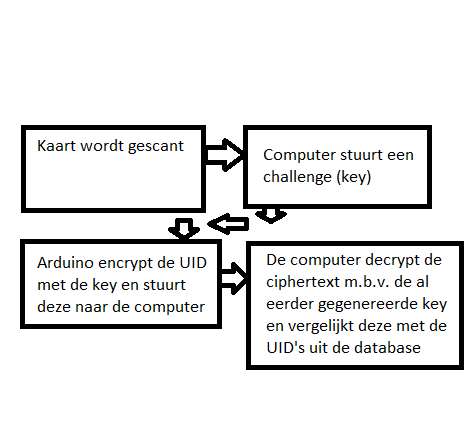 Kaart wordt gescant
Computer stuurt een
challenge (key)
Arduino encrypt de UID
met de key en stuurt
deze naar de computer
De computer decrypt de
ciphertext m.b.v. de al
eerder gegenereerde key
en vergelijkt deze met de
UID's uit de database